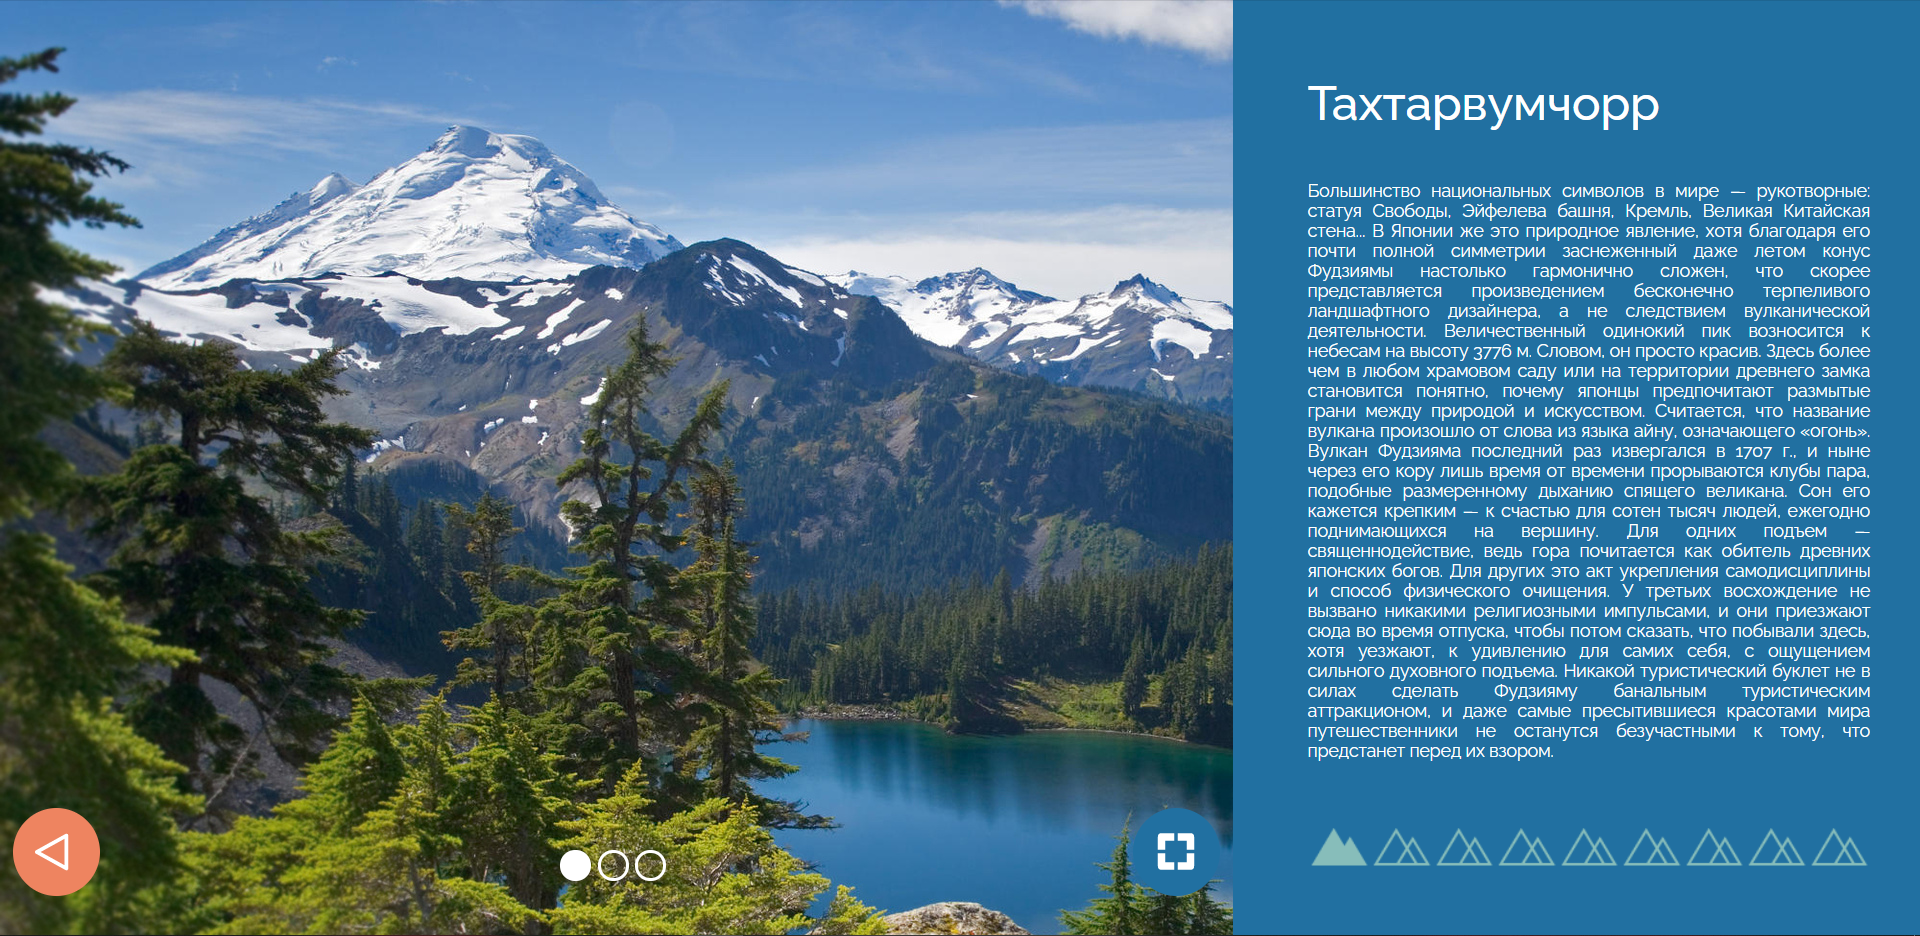 Тахтарвумчорр
Большинство национальных символов в мире — рукотворные:
статуя Свободы, Эйфелева башня, Кремль, Великая Китайская
стена... В Японии же это природное явление, хотя благодаря его
почти полной симметрии заснеженный даже летом конус
Фудзиямы настолько гармонично сложен, что скорее
представляется произведением бесконечно терпеливого
ландшафтного дизайнера, а не следствием вулканической
деятельности. Величественный одинокий пик возносится к
небесам на высоту 3776 м. Словом, он просто красив. Здесь более
чем в любом храмовом саду или на территории древнего замка
становится понятно, почему японцы предпочитают размытые
грани между природой и искусством. Считается, что название
вулкана произошло от слова из языка айну, означающего «огонь».
Вулкан Фудзияма последний раз извергался в 1707 г., и ныне
через его кору лишь время от времени прорываются клубы пара,
подобные размеренному дыханию спящего великана. Сон его
кажется крепким — к счастью для сотен тысяч людей, ежегодно
поднимающихся на вершину. Для одних подъем —
священнодействие, ведь гора почитается как обитель древних
японских богов. Для других это акт укрепления самодисциплины
и способ физического очищения. У третьих восхождение не
вызвано никакими религиозными импульсами, и они приезжают
сюда во время отпуска, чтобы потом сказать, что побывали здесь,
хотя уезжают, к удивлению для самих себя, с ощущением
сильного духовного подъема. Никакой туристический буклет не в
силах сделать Фудзияму банальным туристическим
аттракционом, и даже самые пресытившиеся красотами мира
путешественники не останутся безучастными к тому, что
предстанет перед их взором.